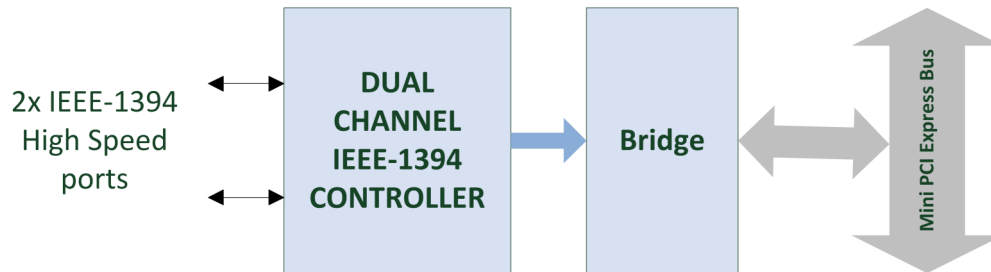 2x IEEE-1394
High Speed
ports
DUAL
CHANNEL
IEEE-1394
CONTROLLER
Bridge
Mini PCI Express Bus